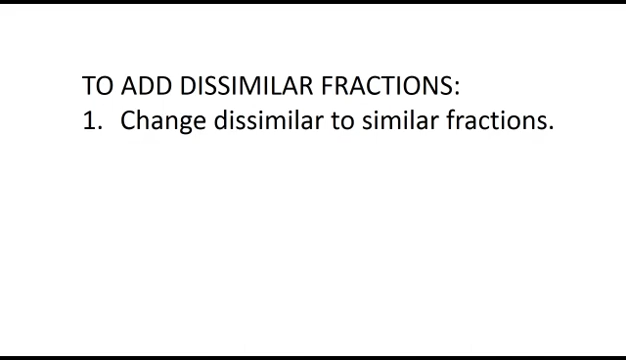 TO ADD DISSIMILAR FRACTIONS:
1. Change dissimilar to similar fractions.